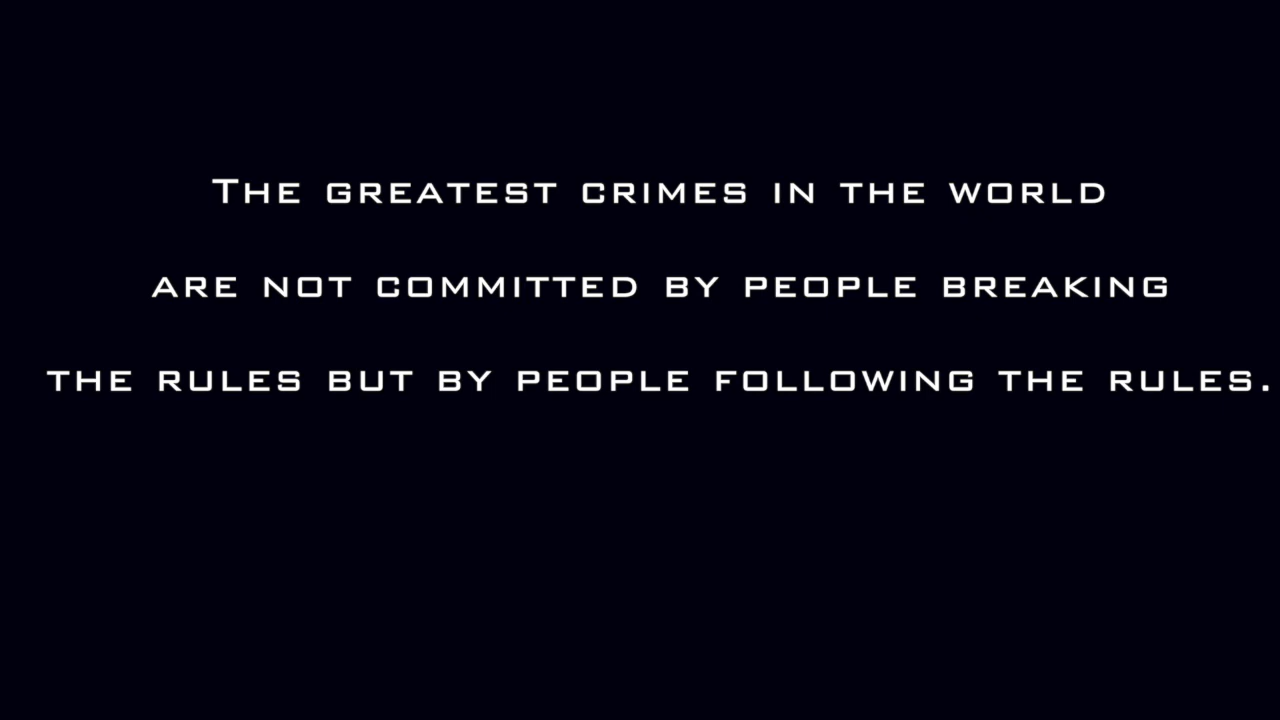 The greatest crimes in the world
are not committed by people breaking
the rules but by people following the rules.